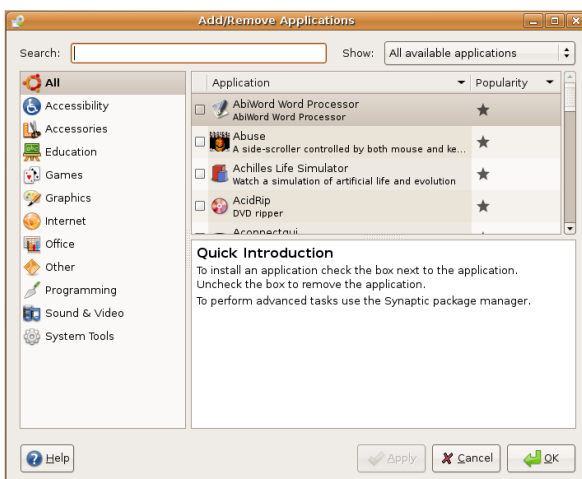 Add/Remove Applications
Search:
Show: All available applications
All
Accessibility
Accessories
Education
Games
Graphics
Internet
Office
Other
Programming
Sound & Video
System Tools
Application Popularity
AbiWord Word Processor
AbiWord Word Processor
Abuse
A side-scroller controlled by both mouse and ke...
Achilles Life Simulator
Watch a simulation of artificial life and evolution
AcidRip
DVD ripper
Aconnectgui
Quick Introduction
To install an application check the box next to the application.
Uncheck the box to remove the application.
To perform advanced tasks use the Synaptic package manager.
Help
Apply
Cancel
OK